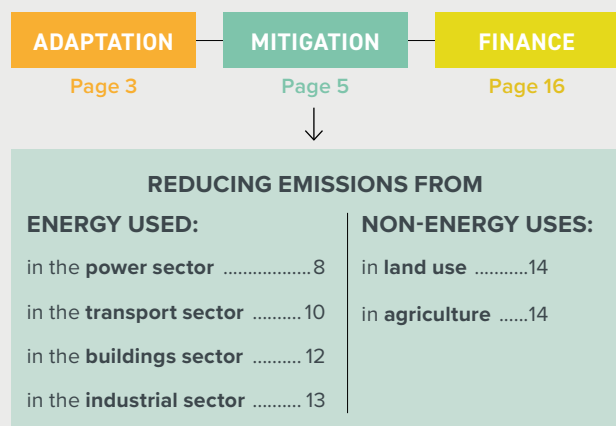 ADAPTATION MITIGATION FINANCE
Page 3 Page 5 Page 16
REDUCING EMISSIONS FROM
ENERGY USED:
in the power sector ..................8
in the transport sector ..........10
in the buildings sector ..........12
in the industrial sector ..........13
NON-ENERGY USES:
in land use ...........14
in agriculture ......14